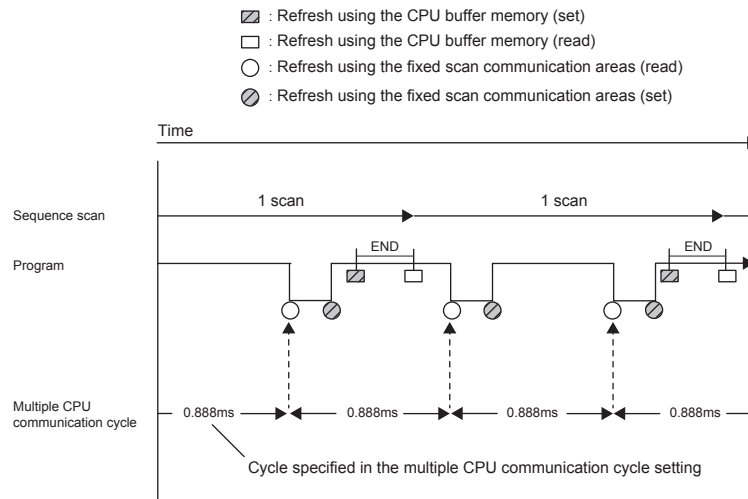 : Refresh using the CPU buffer memory (set)
: Refresh using the CPU buffer memory (read)
: Refresh using the fixed scan communication areas (read)
: Refresh using the fixed scan communication areas (set)
Time
1 scan 1 scan
Sequence scan
END END
Program
Multiple CPU
communication cycle
0.888ms 0.888ms 0.888ms 0.888ms
Cycle specified in the multiple CPU communication cycle setting